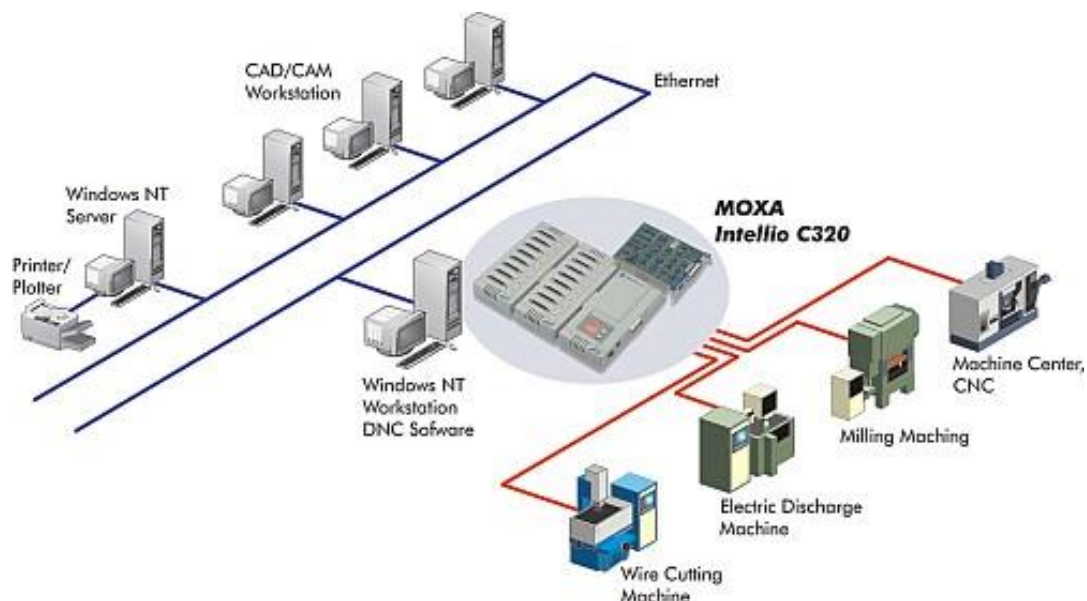 CAD/CAM
Workstation
Ethernet
Windows NT
Server
Printer/
Plotter
MOXA
Intellio C320
Windows NT
Workstation
DNC Sofware
Machine Center,
CNC
Milling Maching
Electric Discharge
Machine
Wire Cutting
Machine